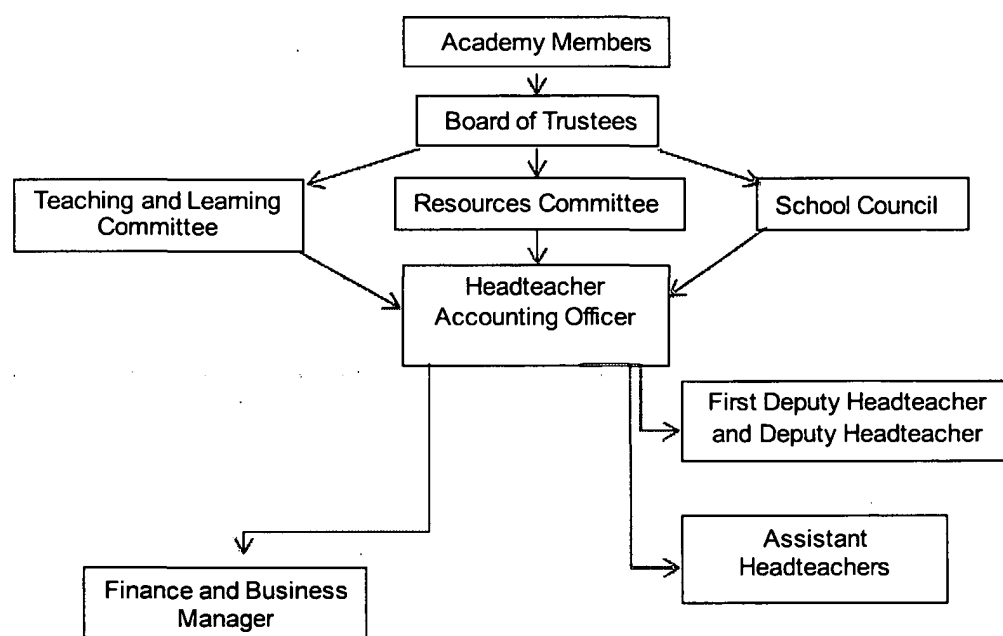 Academy Members
Board of Trustees
Teaching and Learning
Committee
Resources Committee
School Council
Headteacher
Accounting Officer
First Deputy Headteacher
and Deputy Headteacher
Assistant
Headteachers
Finance and Business
Manager